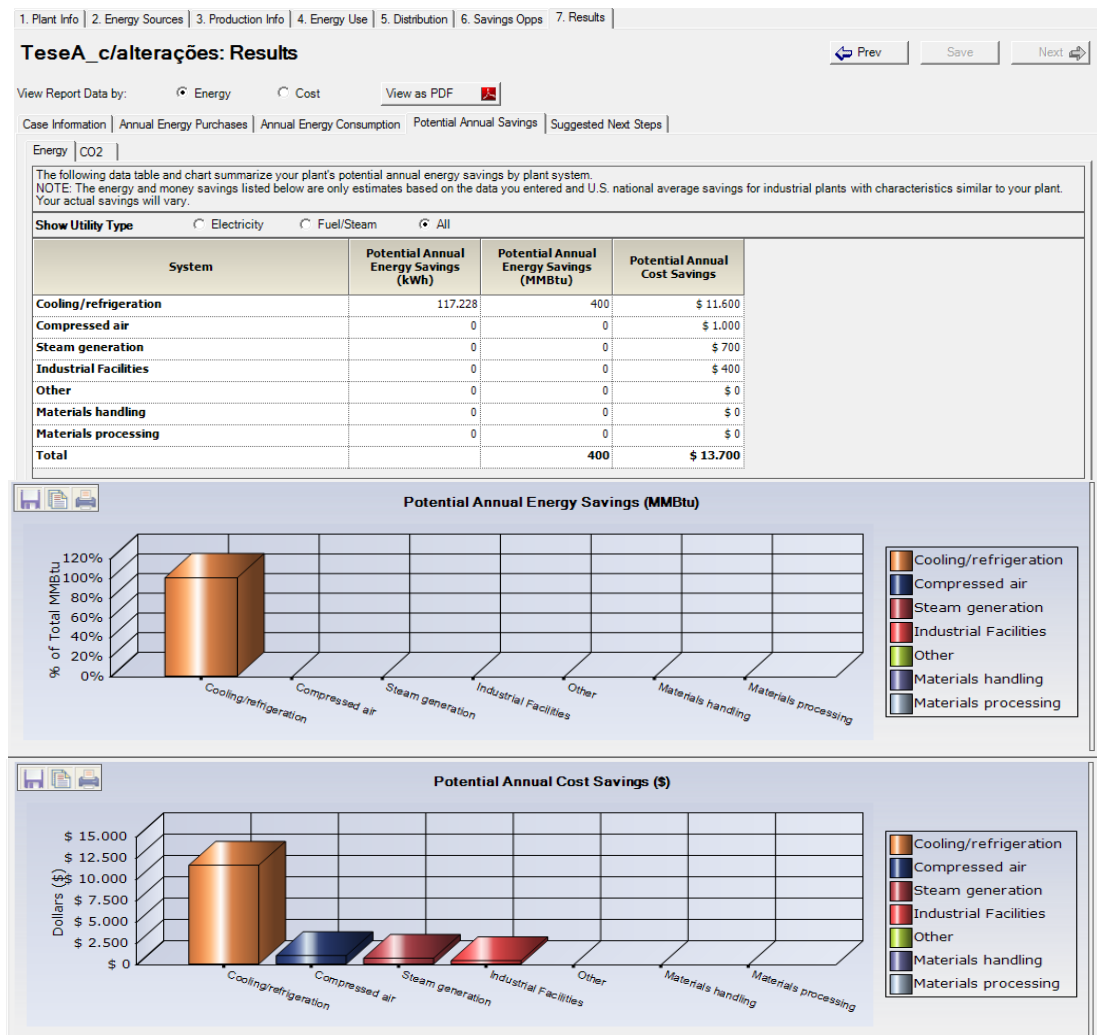 1. Plant Info | 2. Energy Sources | 3. Production Info | 4. Energy Use | 5. Distribution | 6. Savings Opps | 7. Results
TeseA_c/alterações: Results
Prev Save Next
View Report Data by: Energy Cost View as PDF
Case Information | Annual Energy Purchases | Annual Energy Consumption | Potential Annual Savings | Suggested Next Steps
Energy | CO2
The following data table and chart summarize your plant's potential annual energy savings by plant system.
NOTE: The energy and money savings listed below are only estimates based on the data you entered and U.S. national average savings for industrial plants with characteristics similar to your plant.
Your actual savings will vary.
Show Utility Type Electricity Fuel/Steam All
System Potential Annual Energy Savings (kWh) Potential Annual Energy Savings (MMBtu) Potential Annual Cost Savings
Cooling/refrigeration 117.228 400 $ 11.600
Compressed air 0 0 $ 1.000
Steam generation 0 0 $ 700
Industrial Facilities 0 0 $ 400
Other 0 0 $ 0
Materials handling 0 0 $ 0
Materials processing 0 0 $ 0
Total 400 $ 13.700
Potential Annual Energy Savings (MMBtu)
% of Total MMBtu
120%
100%
80%
60%
40%
20%
0%
Cooling/refrigeration
Compressed air
Steam generation
Industrial Facilities
Other
Materials handling
Materials processing
Cooling/refrigeration
Compressed air
Steam generation
Industrial Facilities
Other
Materials handling
Materials processing
Potential Annual Cost Savings ($)
Dollars ($)
$ 15.000
$ 12.500
$ 10.000
$ 7.500
$ 5.000
$ 2.500
$ 0
Cooling/refrigeration
Compressed air
Steam generation
Industrial Facilities
Other
Materials handling
Materials processing
Cooling/refrigeration
Compressed air
Steam generation
Industrial Facilities
Other
Materials handling
Materials processing